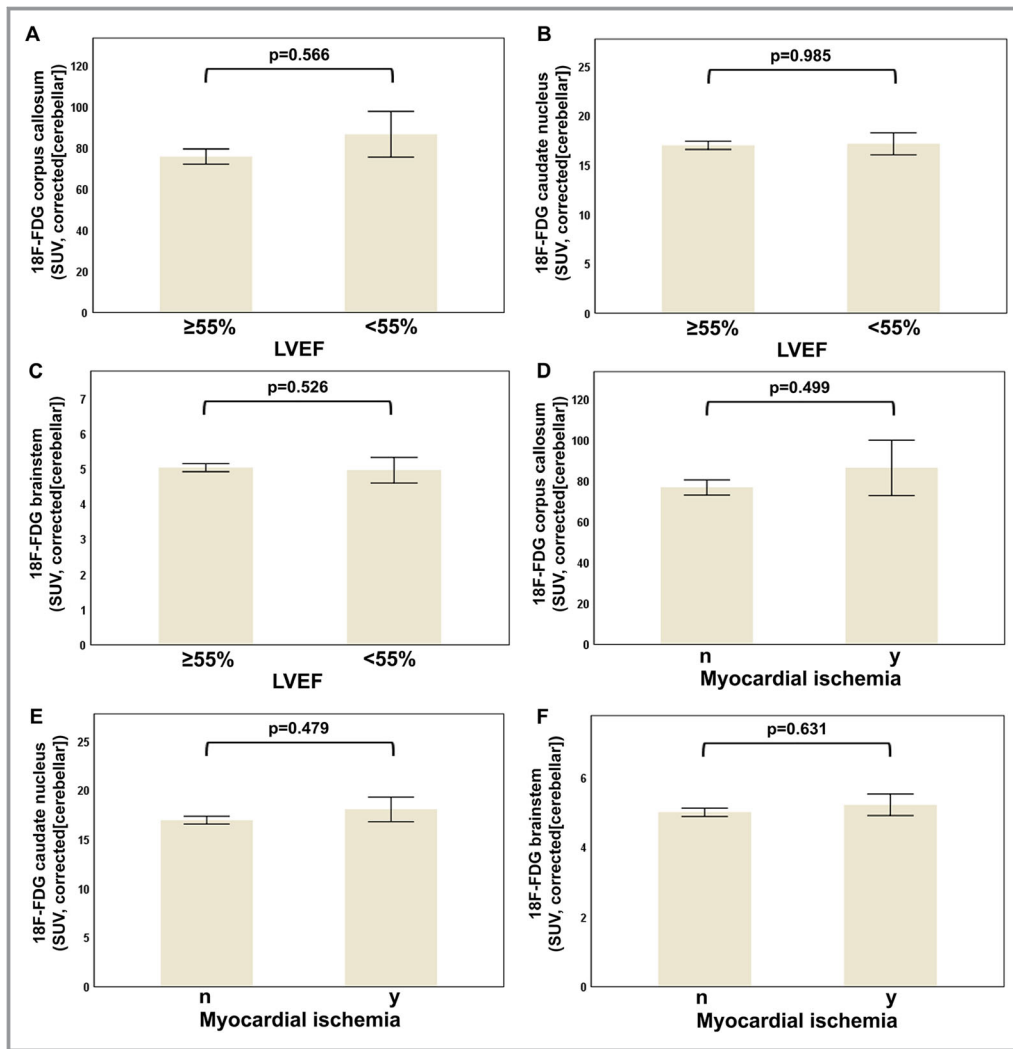 A
p=0.566
18F-FDG corpus callosum
(SUV, corrected[cerebellar])
120
100
80
60
40
20
0
≥55% <55%
LVEF
B
p=0.985
18F-FDG caudate nucleus
(SUV, corrected[cerebellar])
25
20
15
10
5
0
≥55% <55%
LVEF
C
p=0.526
18F-FDG brainstem
(SUV, corrected[cerebellar])
7
6
5
4
3
2
1
0
≥55% <55%
LVEF
D
p=0.499
18F-FDG corpus callosum
(SUV, corrected[cerebellar])
120
100
80
60
40
20
0
n y
Myocardial ischemia
E
p=0.479
18F-FDG caudate nucleus
(SUV, corrected[cerebellar])
25
20
15
10
5
0
n y
Myocardial ischemia
F
p=0.631
18F-FDG brainstem
(SUV, corrected[cerebellar])
6
4
2
0
n y
Myocardial ischemia